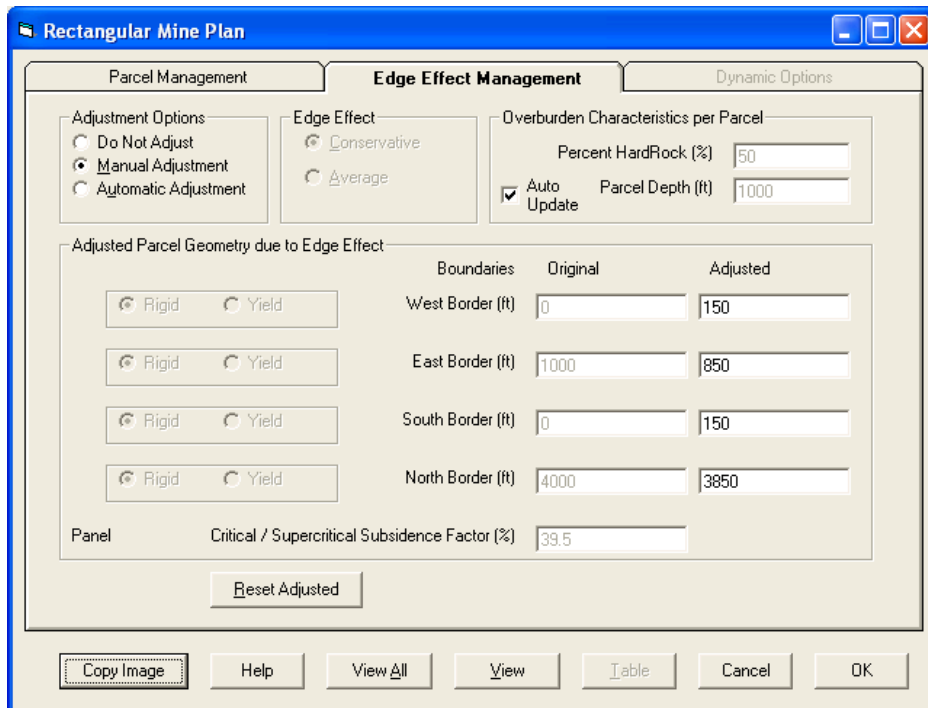 Rectangular Mine Plan
Parcel Management Edge Effect Management Dynamic Options
Adjustment Options Edge Effect Overburden Characteristics per Parcel
Do Not Adjust Conservative Percent HardRock (%) 50
Manual Adjustment Average Auto Update Parcel Depth (ft) 1000
Automatic Adjustment
Adjusted Parcel Geometry due to Edge Effect
Boundaries Original Adjusted
Rigid Yield West Border (ft) 0 150
Rigid Yield East Border (ft) 1000 850
Rigid Yield South Border (ft) 0 150
Rigid Yield North Border (ft) 4000 3850
Panel Critical / Supercritical Subsidence Factor (%) 39.5
Reset Adjusted
Copy Image Help View All View Table Cancel OK